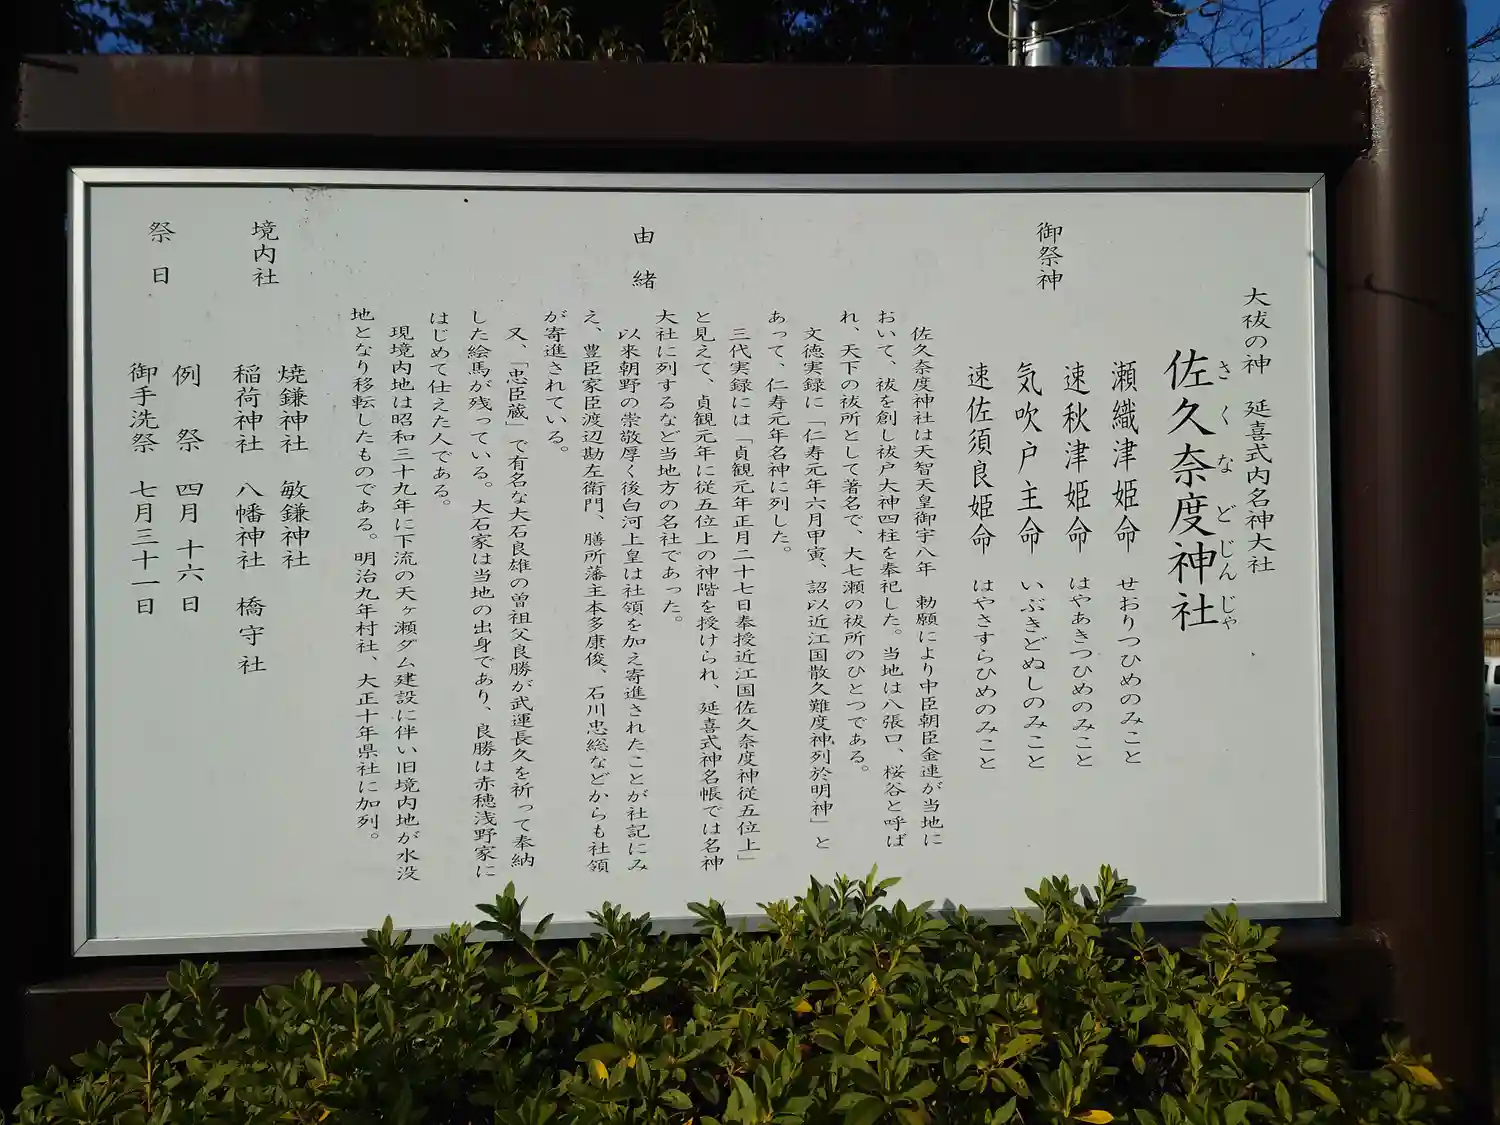 大祓の神　延喜式内名神大社
さくなどじんじゃ
佐久奈度神社
御祭神
瀬織津姫命　せおりつひめのみこと
速秋津姫命　はやあきつひめのみこと
気吹戸主命　いぶきどぬしのみこと
速佐須良姫命　はやさすらひめのみこと
由緒
佐久奈度神社は天智天皇御宇八年　勅願により中臣朝臣金連が当地に
おいて、祓を創し祓戸大神四柱を奉祀した。当地は八張口、桜谷と呼ば
れ、天下の祓所として著名で、大七瀬の祓所のひとつである。
文徳実録に「仁寿元年六月甲寅、詔以近江国散久難度神列於明神」と
あって、仁寿元年名神に列した。
三代実録には「貞観元年正月二十七日奉授近江国佐久奈度神従五位上」
と見えて、貞観元年に従五位上の神階を授けられ、延喜式神名帳では名神
大社に列するなど当地方の名社であった。
以来朝野の崇敬厚く後白河上皇は社領を加え寄進されたことが社記にみ
え、豊臣家臣渡辺勘左衛門、膳所藩主本多康俊、石川忠総などからも社領
が寄進されている。
又、「忠臣蔵」で有名な大石良雄の曽祖父良勝が武運長久を祈って奉納
した絵馬が残っている。大石家は当地の出身であり、良勝は赤穂浅野家に
はじめて仕えた人である。
現境内地は昭和三十九年に下流の天ヶ瀬ダム建設に伴い旧境内地が水没
地となり移転したものである。明治九年村社、大正十年県社に加列。
境内社
焼鎌神社　敏鎌神社
稲荷神社　八幡神社　橋守社
祭日
例祭　四月十六日
御手洗祭　七月三十一日